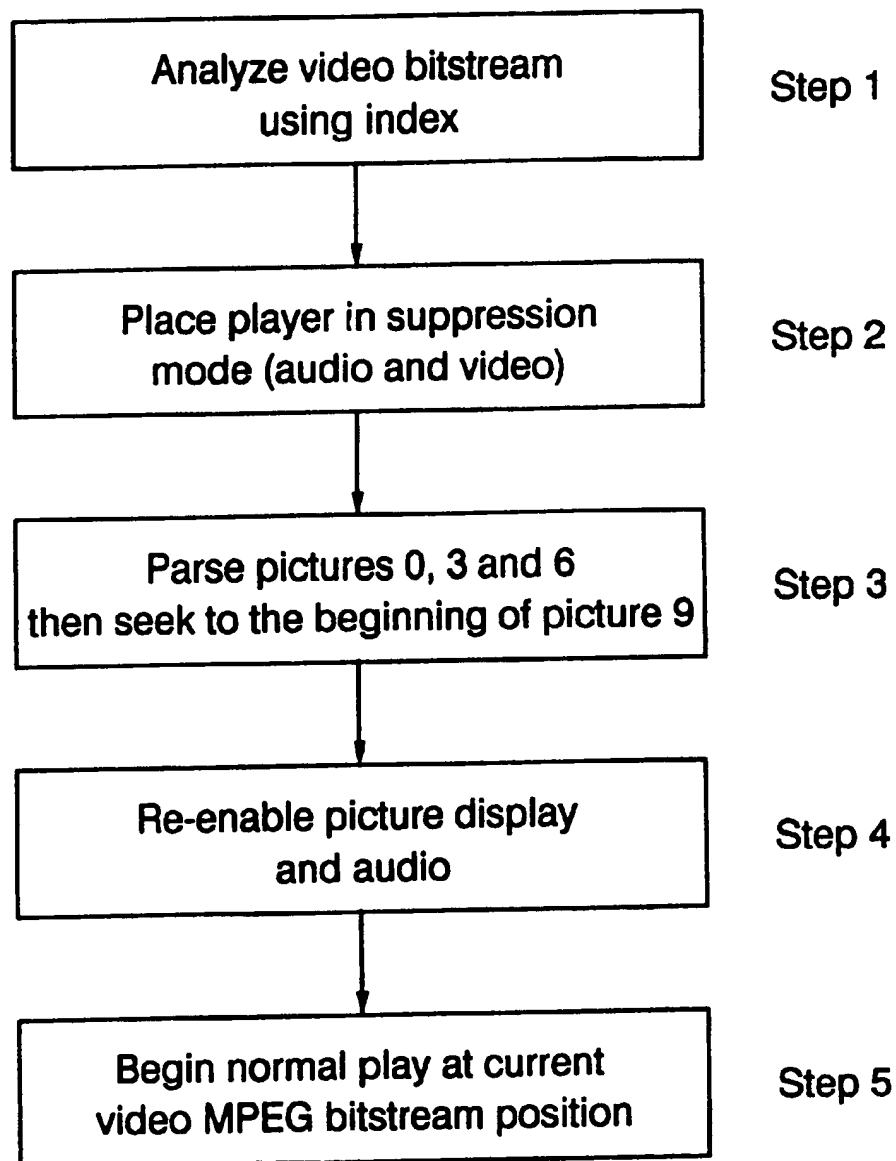 Analyze video bitstream
using index
Step 1
Place player in suppression
mode (audio and video)
Step 2
Parse pictures 0, 3 and 6
then seek to the beginning of picture 9
Step 3
Re-enable picture display
and audio
Step 4
Begin normal play at current
video MPEG bitstream position
Step 5